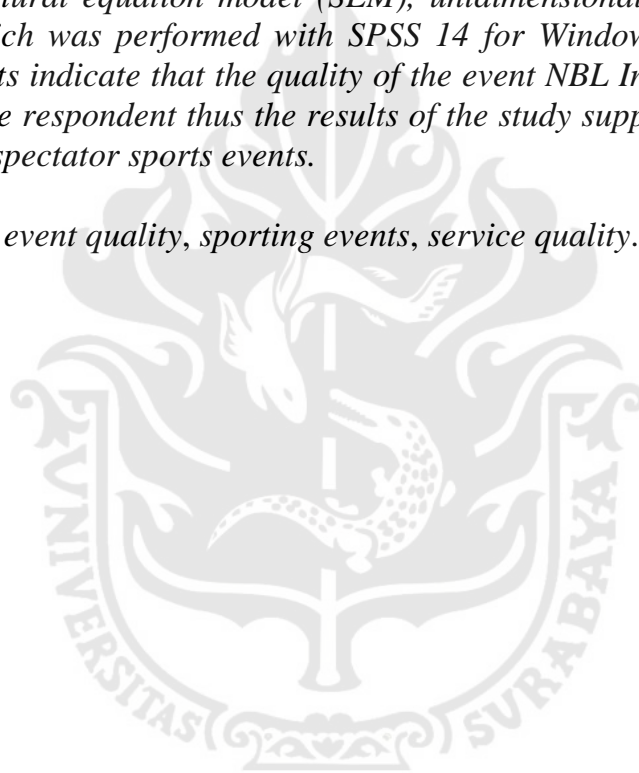 tural equation model (SEM), unidimensional
ich was performed with SPSS 14 for Window
ts indicate that the quality of the event NBL In
e respondent thus the results of the study supp
spectator sports events.
event quality, sporting events, service quality.
UNIVERSITAS SURABAYA